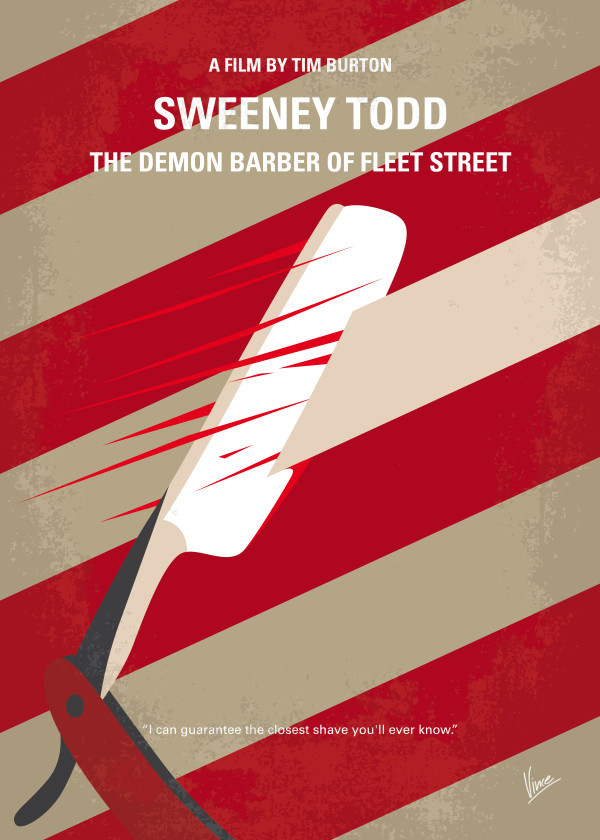 A FILM BY TIM BURTON
SWEENEY TODD
THE DEMON BARBER OF FLEET STREET
“I can guarantee the closest shave you'll ever know.”
Vince